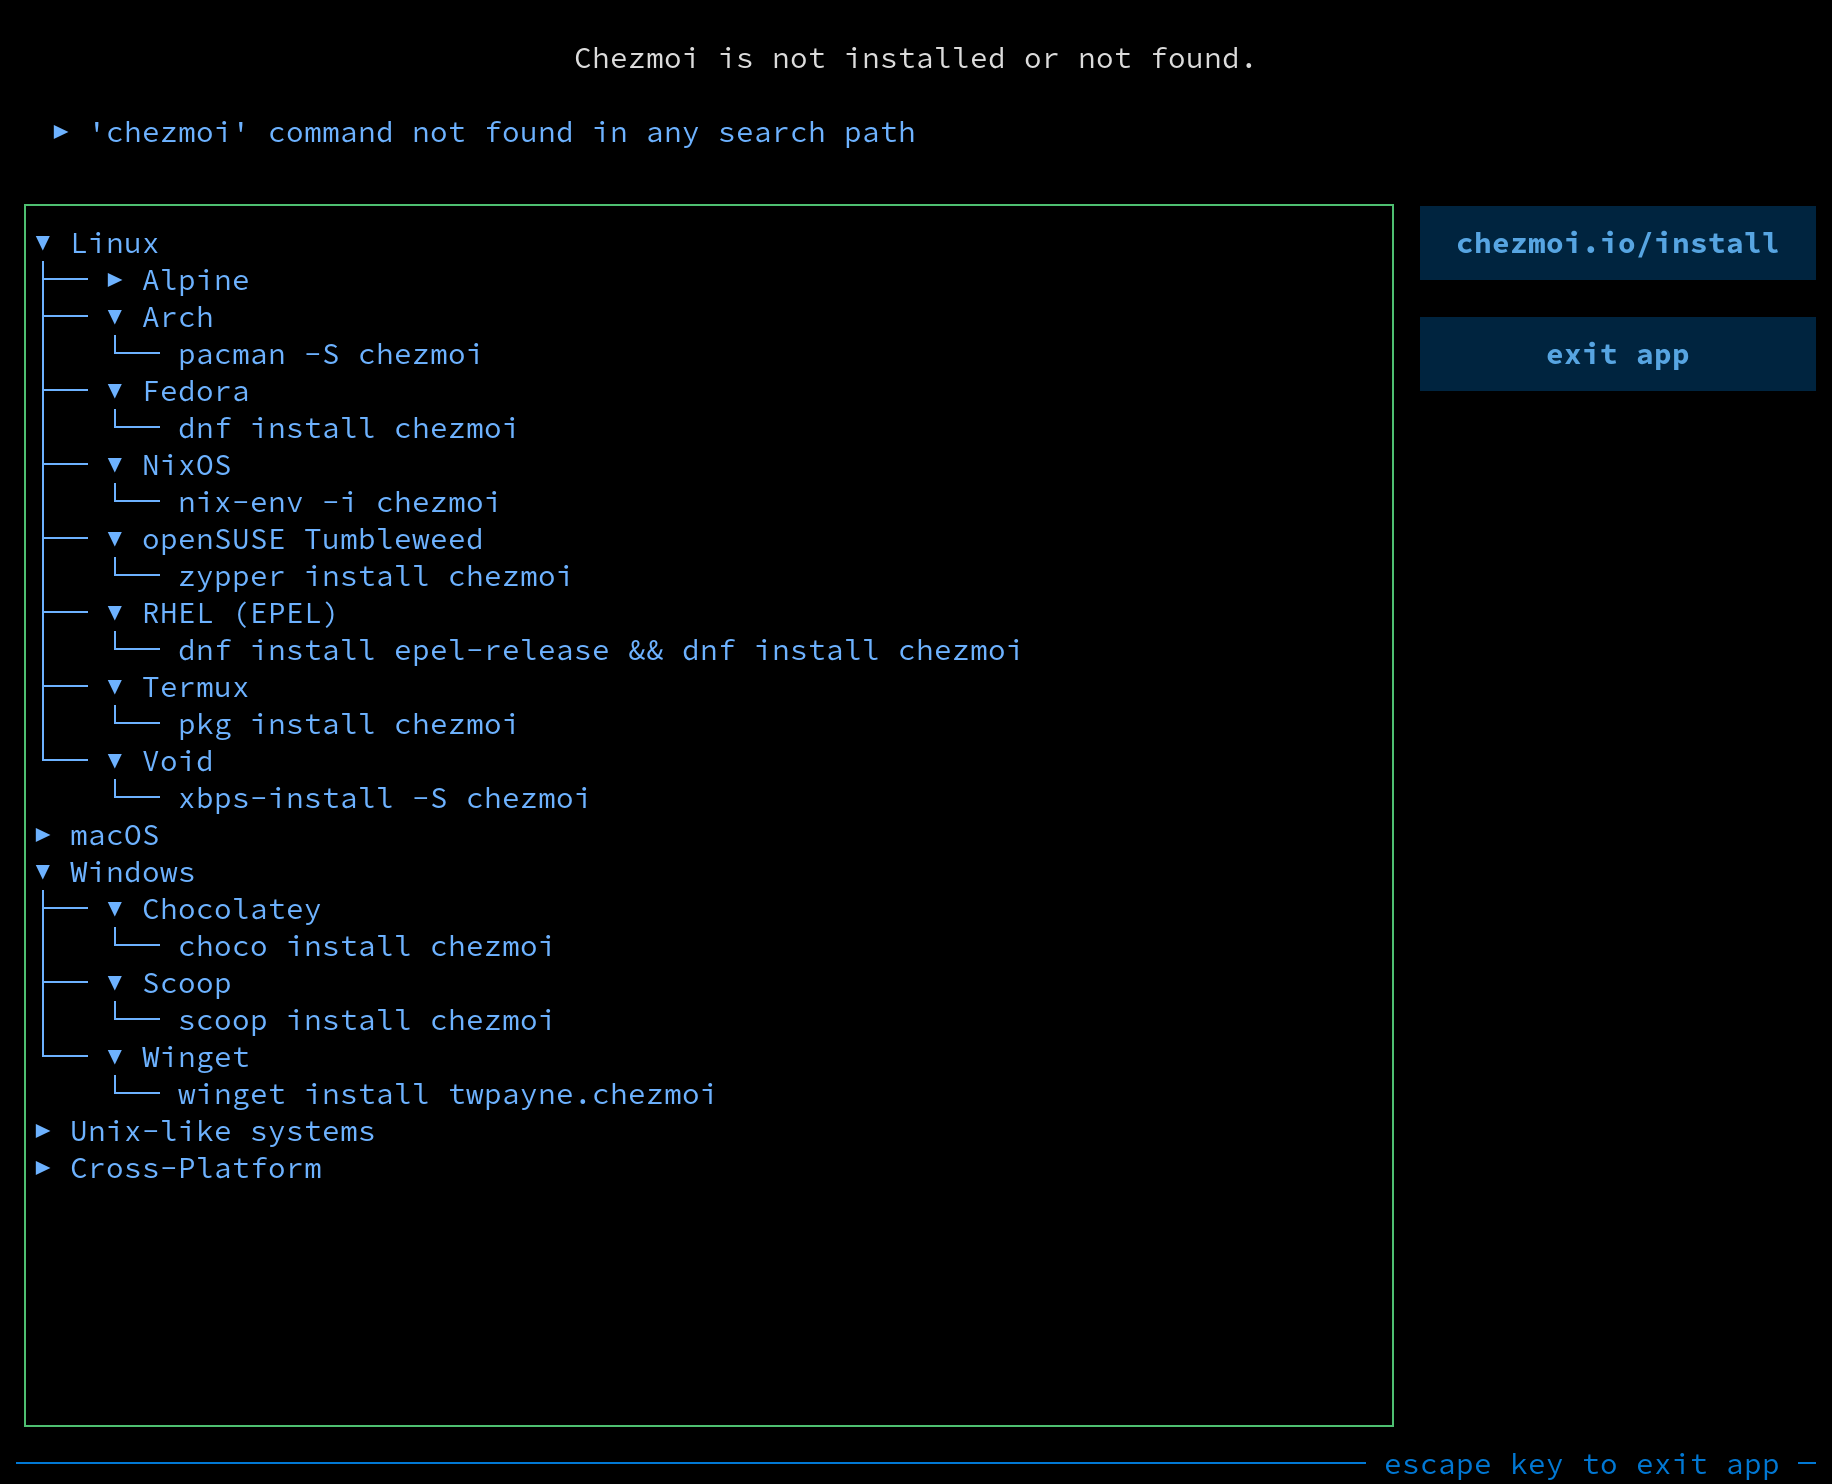 Chezmoi is not installed or not found.
▶ 'chezmoi' command not found in any search path
▼ Linux
▶ Alpine
▼ Arch
pacman -S chezmoi
▼ Fedora
dnf install chezmoi
▼ NixOS
nix-env -i chezmoi
▼ openSUSE Tumbleweed
zypper install chezmoi
▼ RHEL (EPEL)
dnf install epel-release && dnf install chezmoi
▼ Termux
pkg install chezmoi
▼ Void
xbps-install -S chezmoi
▶ macOS
▼ Windows
▼ Chocolatey
choco install chezmoi
▼ Scoop
scoop install chezmoi
▼ Winget
winget install twpayne.chezmoi
▶ Unix-like systems
▶ Cross-Platform
chezmoi.io/install
exit app
escape key to exit app